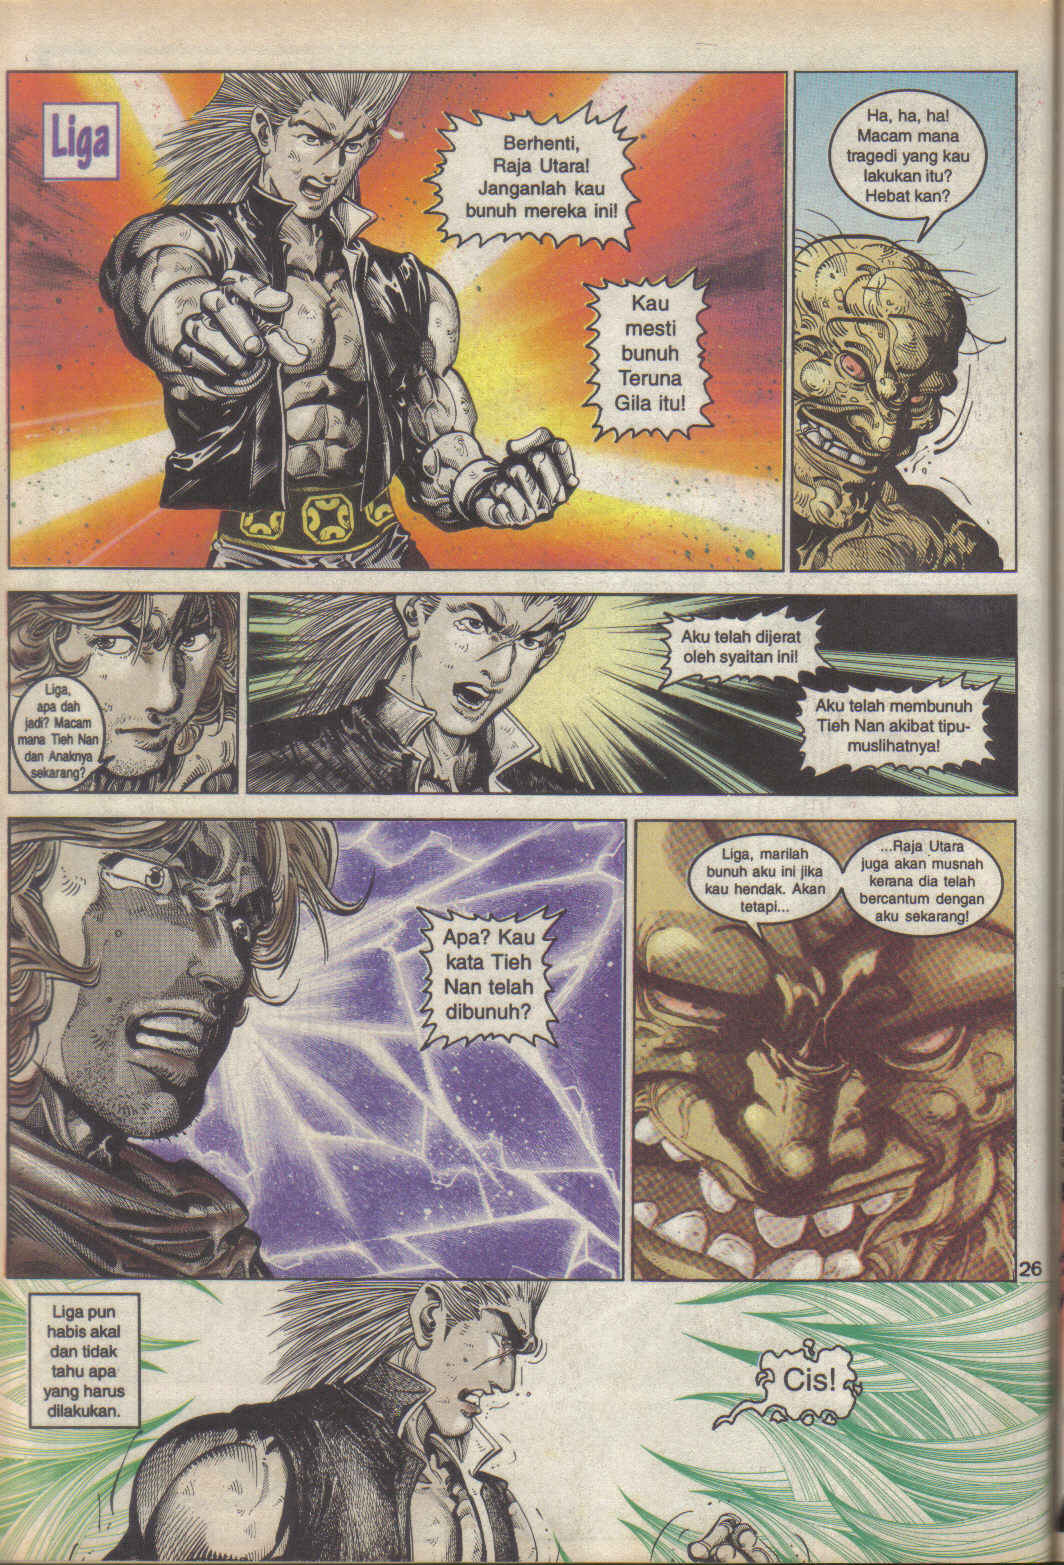 Liga
Berhenti,
Raja Utara!
Janganlah kau
bunuh mereka ini!
Kau
mesti
bunuh
Teruna
Gila itu!
Ha, ha, ha!
Macam mana
tragedi yang kau
lakukan itu?
Hebat kan?
Liga,
apa dah
jadi? Macam
mana Tieh Nan
dan Anaknya
sekarang?
Aku telah dijerat
oleh syaitan ini!
Aku telah membunuh
Tieh Nan akibat tipu-
muslihatnya!
Apa? Kau
kata Tieh
Nan telah
dibunuh?
Liga, marilah
bunuh aku ini jika
kau hendak. Akan
tetapi...
...Raja Utara
juga akan musnah
kerana dia telah
bercantum dengan
aku sekarang!
26
Liga pun
habis akal
dan tidak
tahu apa
yang harus
dilakukan.
Cis!